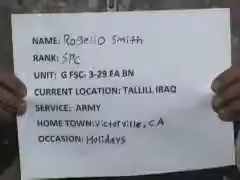 NAME: Rogelio Smith
RANK: SPC
UNIT: G FSC- 3-29 FA BN
CURRENT LOCATION: TALLILL IRAQ
SERVICE: ARMY
HOME TOWN: Victorville, CA
OCCASION: Holidays